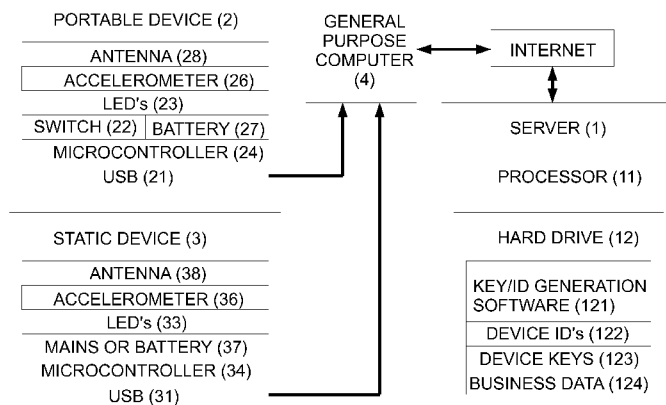 PORTABLE DEVICE (2)
ANTENNA (28)
ACCELEROMETER (26)
LED's (23)
SWITCH (22) BATTERY (27)
MICROCONTROLLER (24)
USB (21)
STATIC DEVICE (3)
ANTENNA (38)
ACCELEROMETER (36)
LED's (33)
MAINS OR BATTERY (37)
MICROCONTROLLER (34)
USB (31)
GENERAL
PURPOSE
COMPUTER
(4)
INTERNET
SERVER (1)
PROCESSOR (11)
HARD DRIVE (12)
KEY/ID GENERATION
SOFTWARE (121)
DEVICE ID's (122)
DEVICE KEYS (123)
BUSINESS DATA (124)